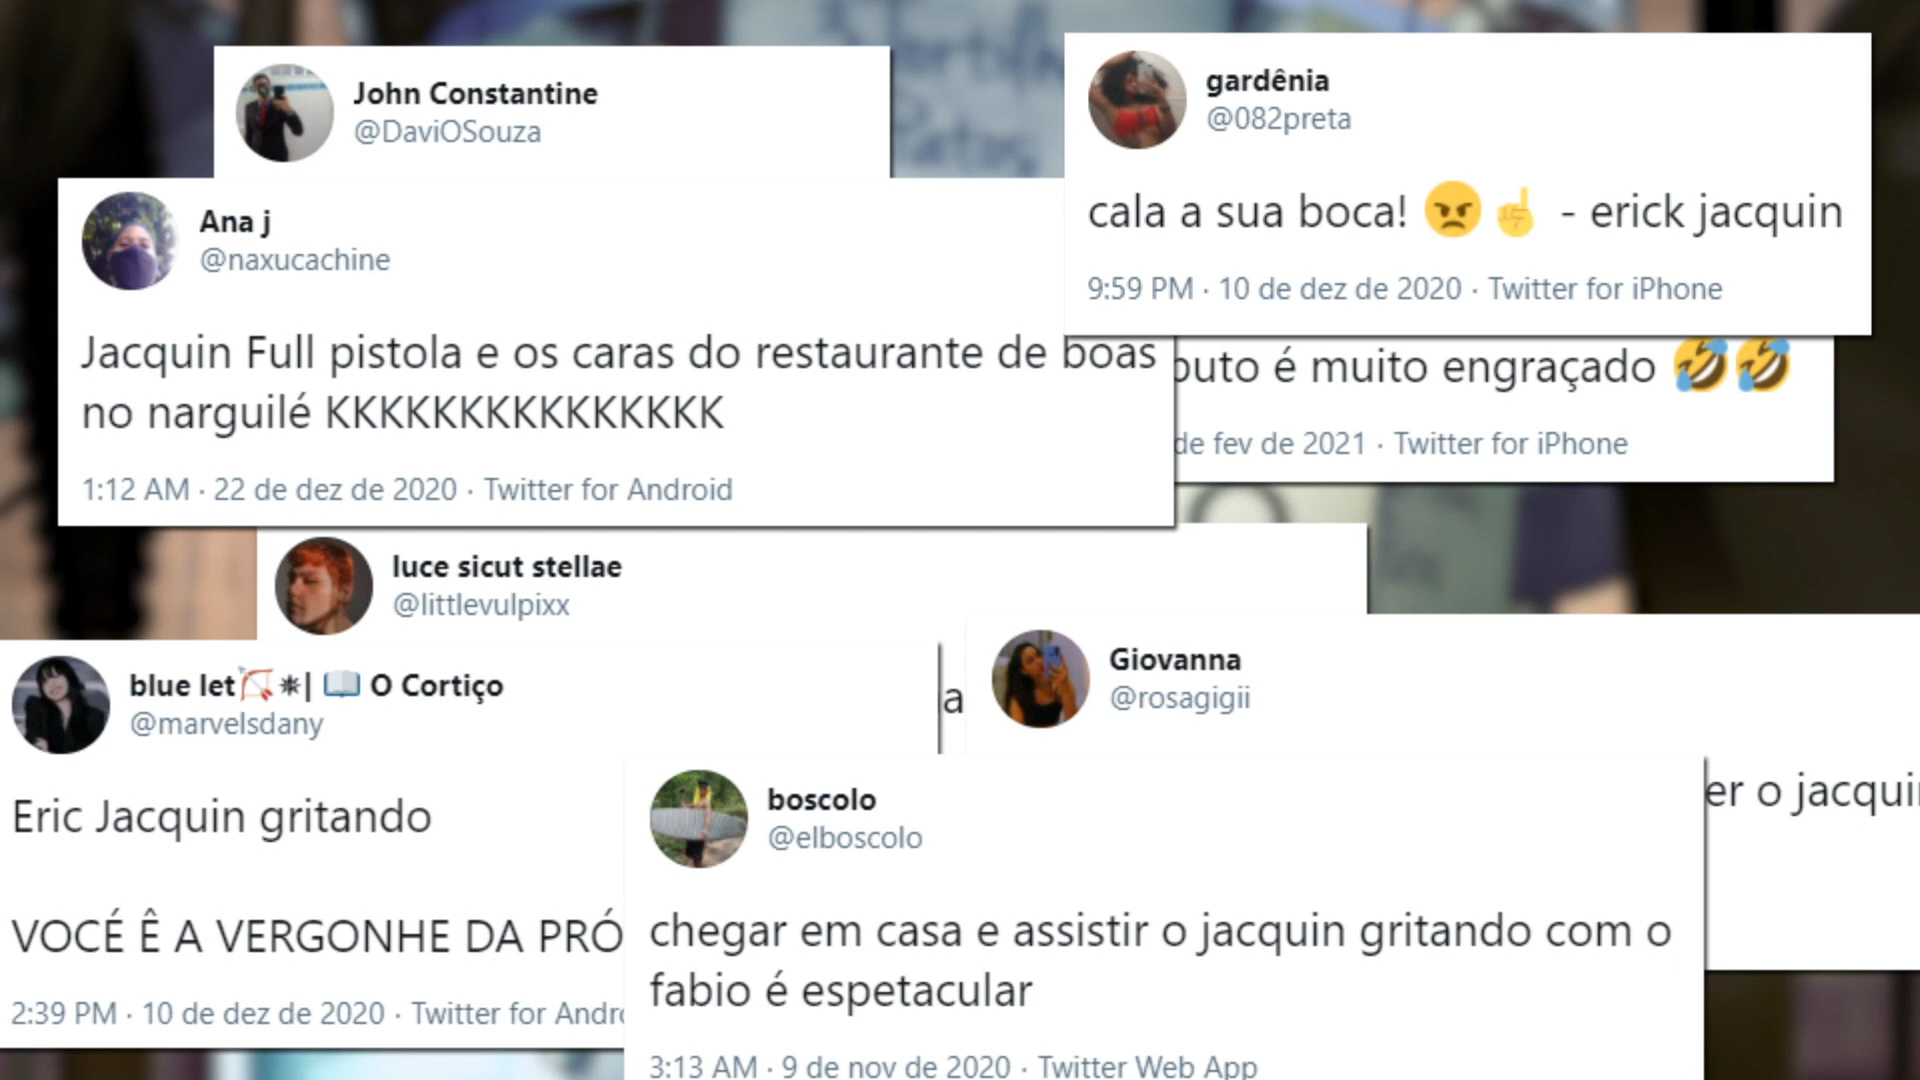 John Constantine
@DaviOSouza
gardênia
@082preta
cala a sua boca! 😠☝ - erick jacquin
9:59 PM · 10 de dez de 2020 · Twitter for iPhone
Ana j
@naxucachine
Jacquin Full pistola e os caras do restaurante de boas
no narguilé KKKKKKKKKKKKKKK
1:12 AM · 22 de dez de 2020 · Twitter for Android
puto é muito engraçado 🤣🤣
de fev de 2021 · Twitter for iPhone
luce sicut stellae
@littlevulpixx
a
blue let🏹✵| 📖 O Cortiço
@marvelsdany
Eric Jacquin gritando
VOCÉ Ê A VERGONHE DA PRÓ
2:39 PM · 10 de dez de 2020 · Twitter for Andr
Giovanna
@rosagigii
er o jacqui
boscolo
@elboscolo
chegar em casa e assistir o jacquin gritando com o
fabio é espetacular
3:13 AM · 9 de nov de 2020 · Twitter Web App